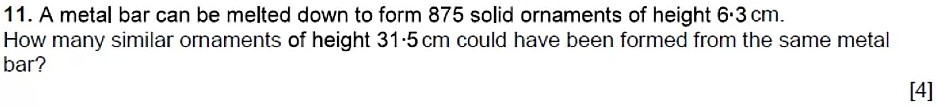 11. A metal bar can be melted down to form 875 solid ornaments of height 6·3 cm.
How many similar ornaments of height 31·5 cm could have been formed from the same metal
bar?
[4]